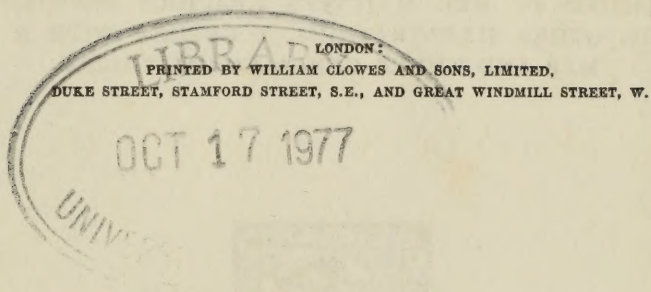 LIBRARY
LONDON:
PRINTED BY WILLIAM CLOWES AND SONS, LIMITED,
DUKE STREET, STAMFORD STREET, S.E., AND GREAT WINDMILL STREET, W.
OCT 17 1977